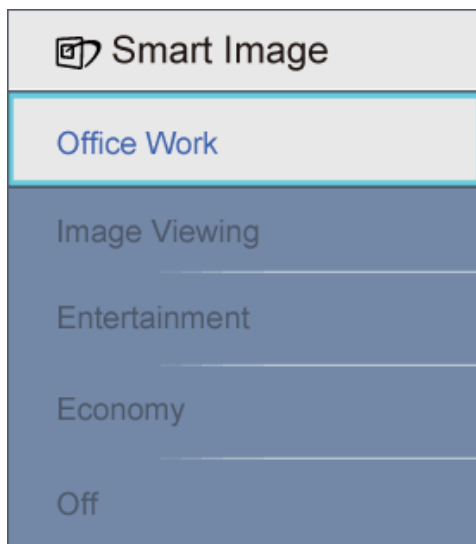 Smart Image
Office Work
Image Viewing
Entertainment
Economy
Off